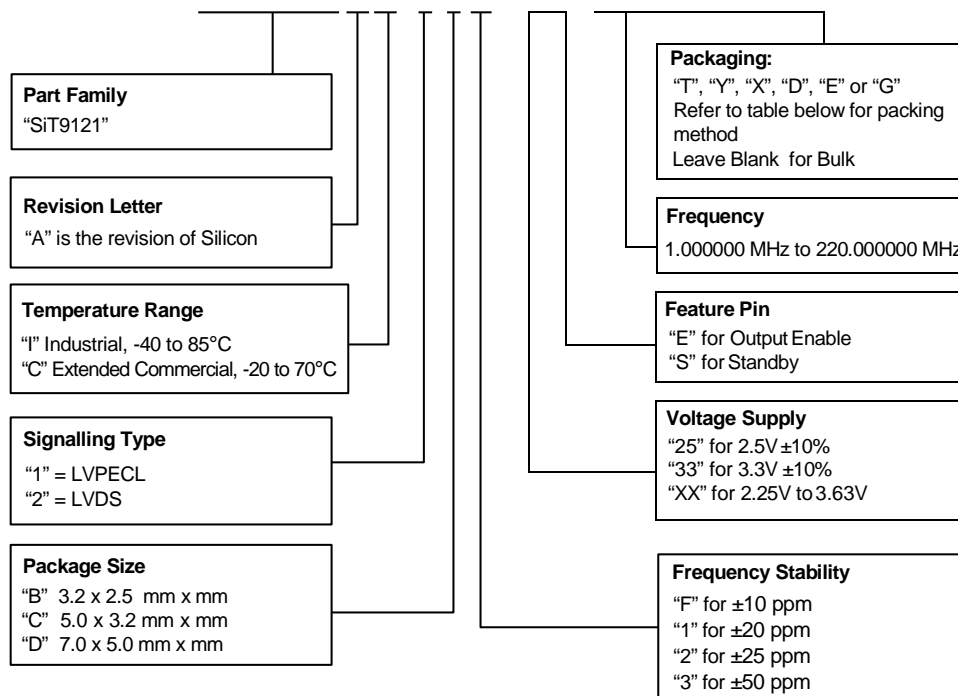 Part Family
“SiT9121”
Revision Letter
“A” is the revision of Silicon
Temperature Range
“I” Industrial, -40 to 85°C
“C” Extended Commercial, -20 to 70°C
Signalling Type
“1” = LVPECL
“2” = LVDS
Package Size
“B” 3.2 x 2.5 mm x mm
“C” 5.0 x 3.2 mm x mm
“D” 7.0 x 5.0 mm x mm
Packaging:
“T”, “Y”, “X”, “D”, “E” or “G”
Refer to table below for packing
method
Leave Blank for Bulk
Frequency
1.000000 MHz to 220.000000 MHz
Feature Pin
“E” for Output Enable
“S” for Standby
Voltage Supply
“25” for 2.5V ±10%
“33” for 3.3V ±10%
“XX” for 2.25V to 3.63V
Frequency Stability
“F” for ±10 ppm
“1” for ±20 ppm
“2” for ±25 ppm
“3” for ±50 ppm